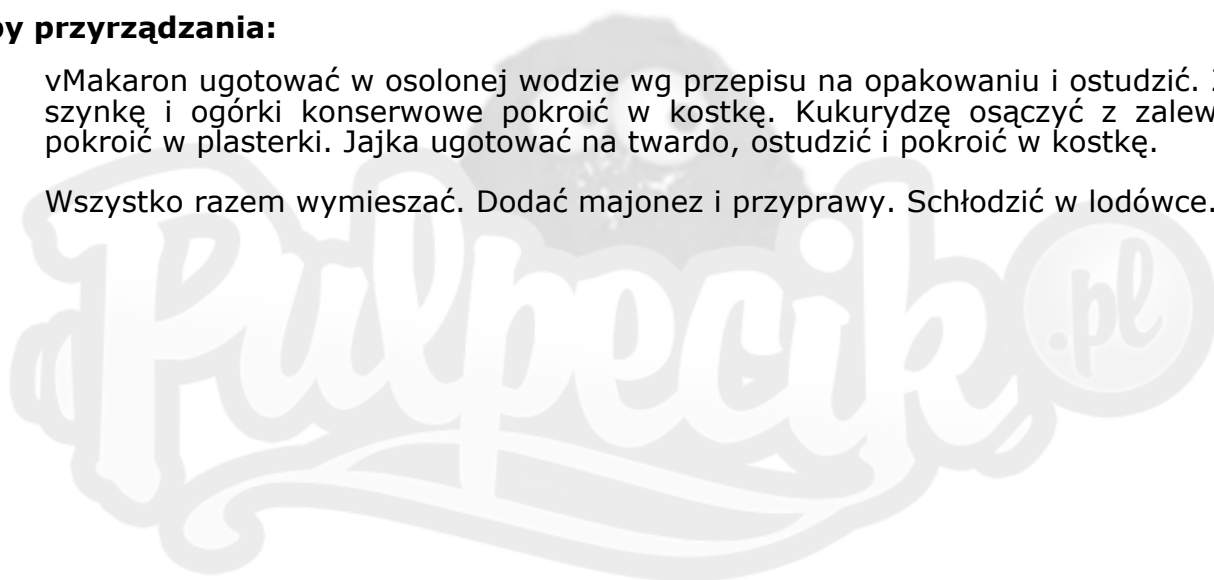 by przyrządzania:
vMakaron ugotować w osolonej wodzie wg przepisu na opakowaniu i ostudzić.
szynkę i ogórki konserwowe pokroić w kostkę. Kukurydzę osączyć z zalew
pokroić w plasterki. Jajka ugotować na twardo, ostudzić i pokroić w kostkę.
Wszystko razem wymieszać. Dodać majonez i przyprawy. Schłodzić w lodówce.
Pulpecik.pl